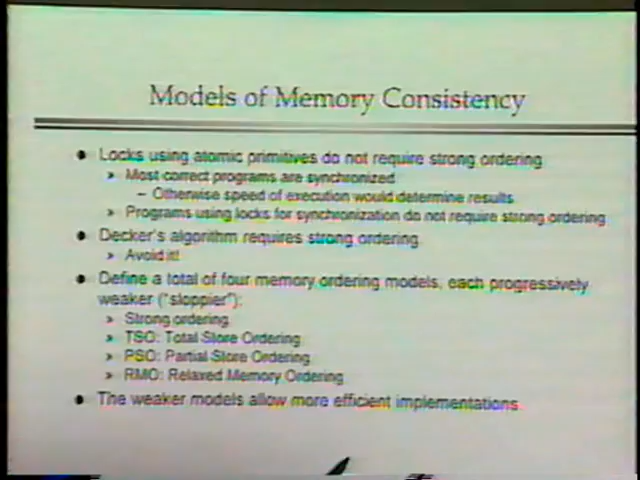 Models of Memory Consistency
● Locks using atomic primitives do not require strong ordering
» Most correct programs are synchronized
– Otherwise speed of execution would determine results
» Programs using locks for synchronization do not require strong ordering
● Decker's algorithm requires strong ordering
» Avoid it!
● Define a total of four memory ordering models, each progressively
weaker ("sloppier"):
» Strong ordering
» TSO: Total Store Ordering
» PSO: Partial Store Ordering
» RMO: Relaxed Memory Ordering
● The weaker models allow more efficient implementations